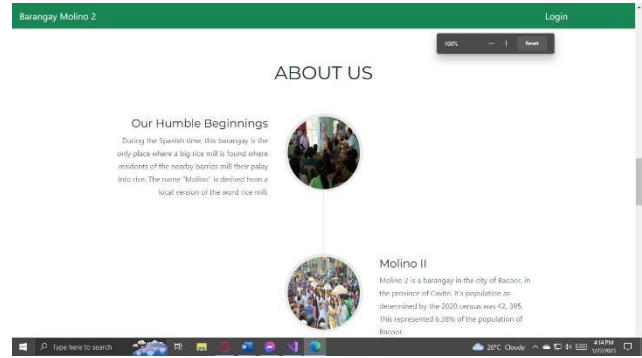 Barangay Molino 2 Login
100% − + Reset
ABOUT US
Our Humble Beginnings
During the Spanish time, this barangay is the
only place where a big rice mill is found where
residents of the nearby barrios mill their palay
into rice. The name "Molino" is derived from a
local version of the word rice mill.
Molino II
Molino 2 is a barangay in the city of Bacoor, in
the province of Cavite. It's population as
determined by the 2020 census was 42, 395.
This represented 6.38% of the population of
Bacoor.
Type here to search 26°C Cloudy 4:14 PM
1/27/2023